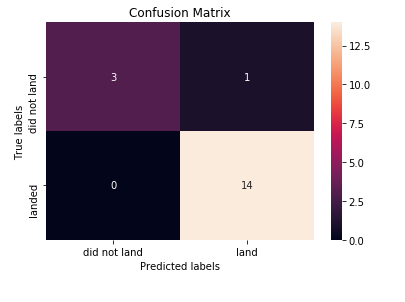 Confusion Matrix
True labels
did not land
landed
3
1
0
14
did not land
land
Predicted labels
12.5
10.0
7.5
5.0
2.5
0.0